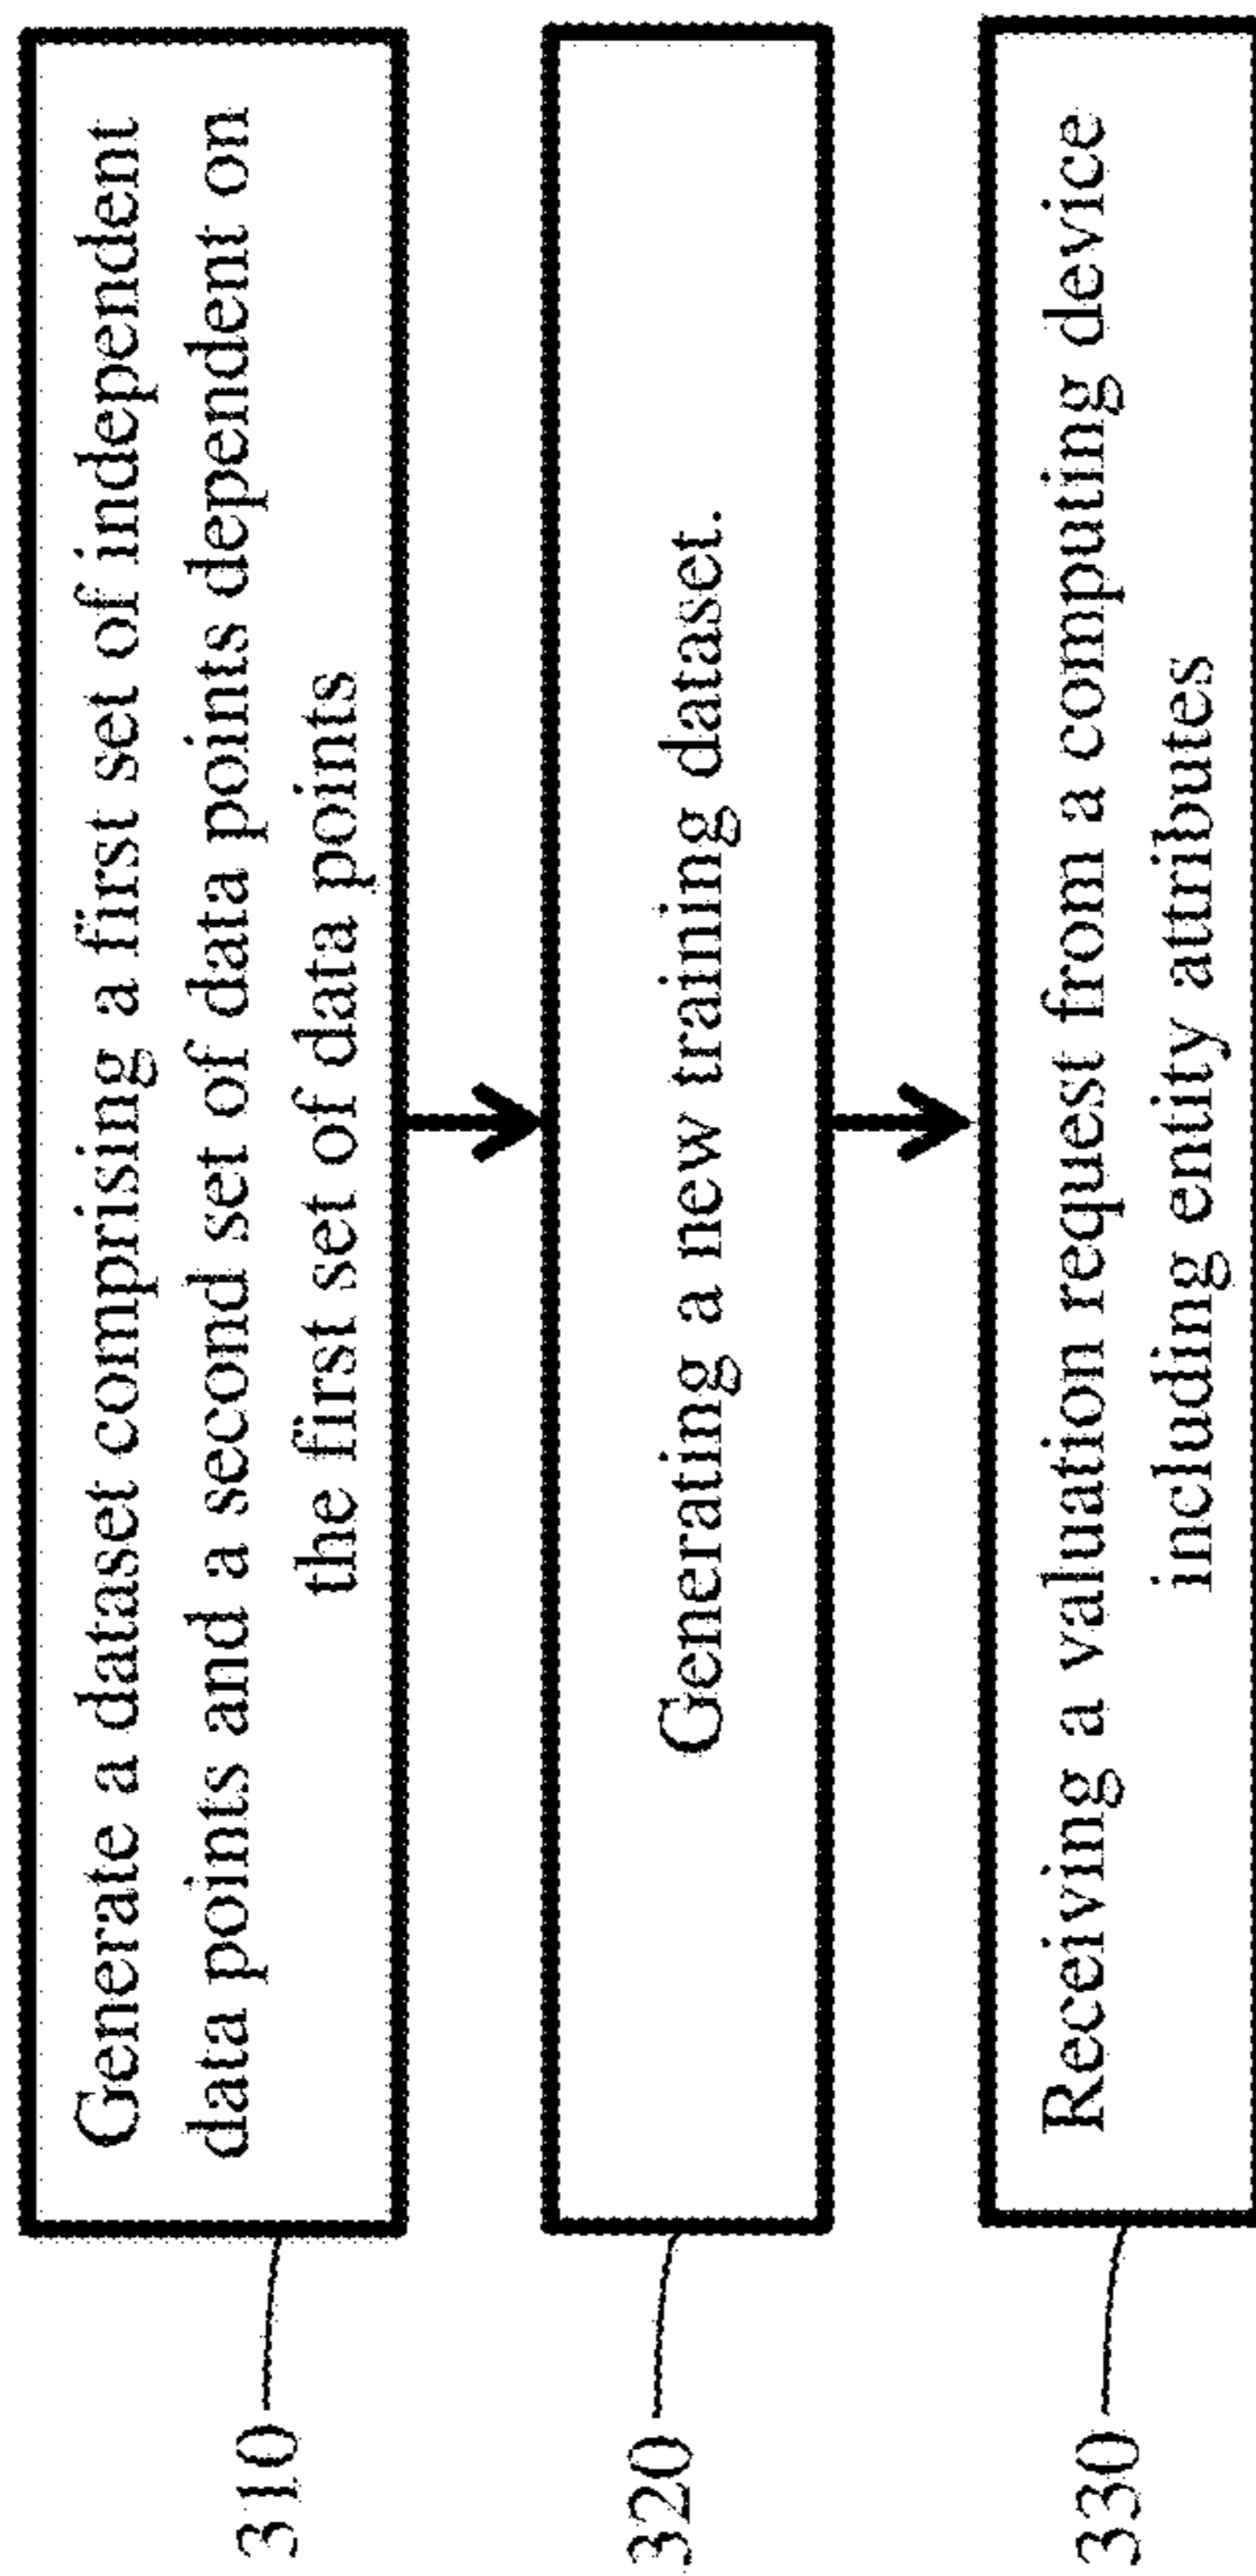 310
Generate a dataset comprising a first set of independent
data points and a second set of data points dependent on
the first set of data points
320
Generating a new training dataset.
330
Receiving a valuation request from a computing device
including entity attributes